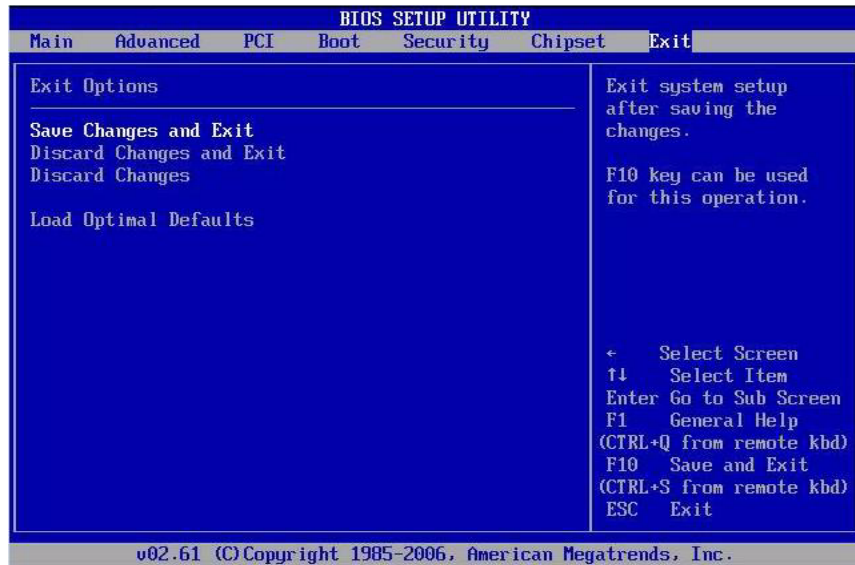 BIOS SETUP UTILITY
Main Advanced PCI Boot Security Chipset Exit
Exit Options
Save Changes and Exit
Discard Changes and Exit
Discard Changes
Load Optimal Defaults
Exit system setup
after saving the
changes.
F10 key can be used
for this operation.
← Select Screen
↑↓ Select Item
Enter Go to Sub Screen
F1 General Help
(CTRL+Q from remote kbd)
F10 Save and Exit
(CTRL+S from remote kbd)
ESC Exit
v02.61 (C)Copyright 1985-2006, American Megatrends, Inc.